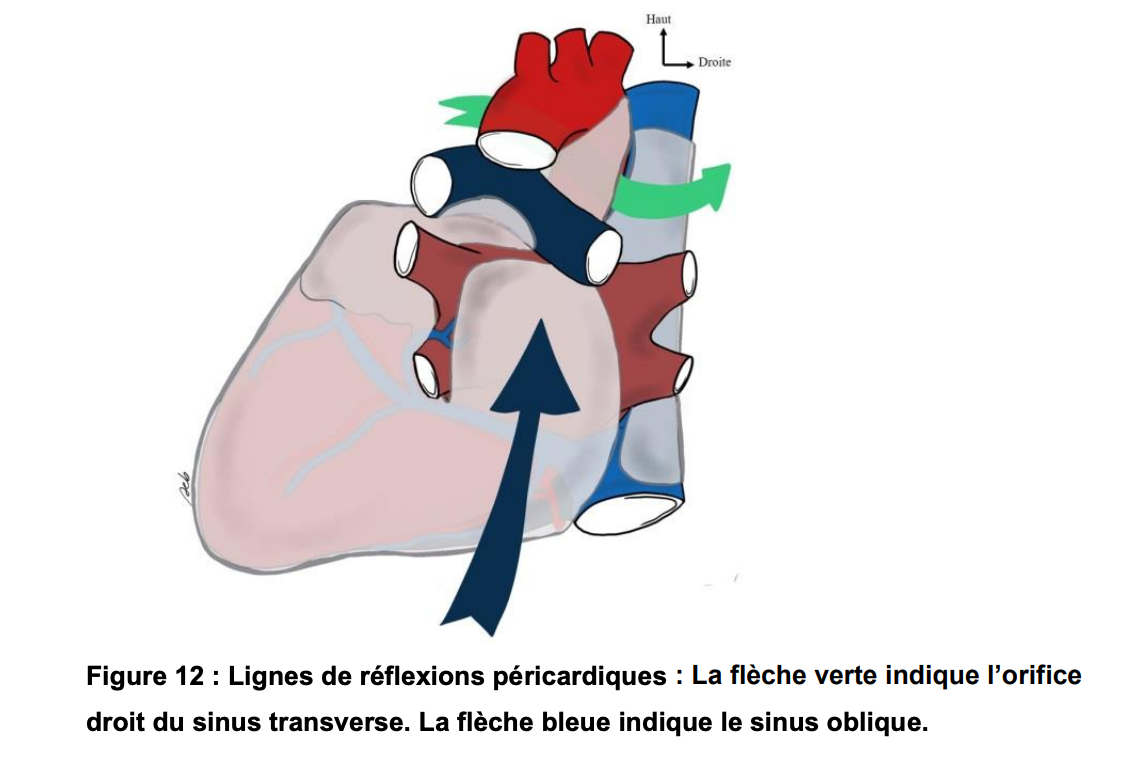 Haut
Droite
Figure 12 : Lignes de réflexions péricardiques : La flèche verte indique l’orifice
droit du sinus transverse. La flèche bleue indique le sinus oblique.